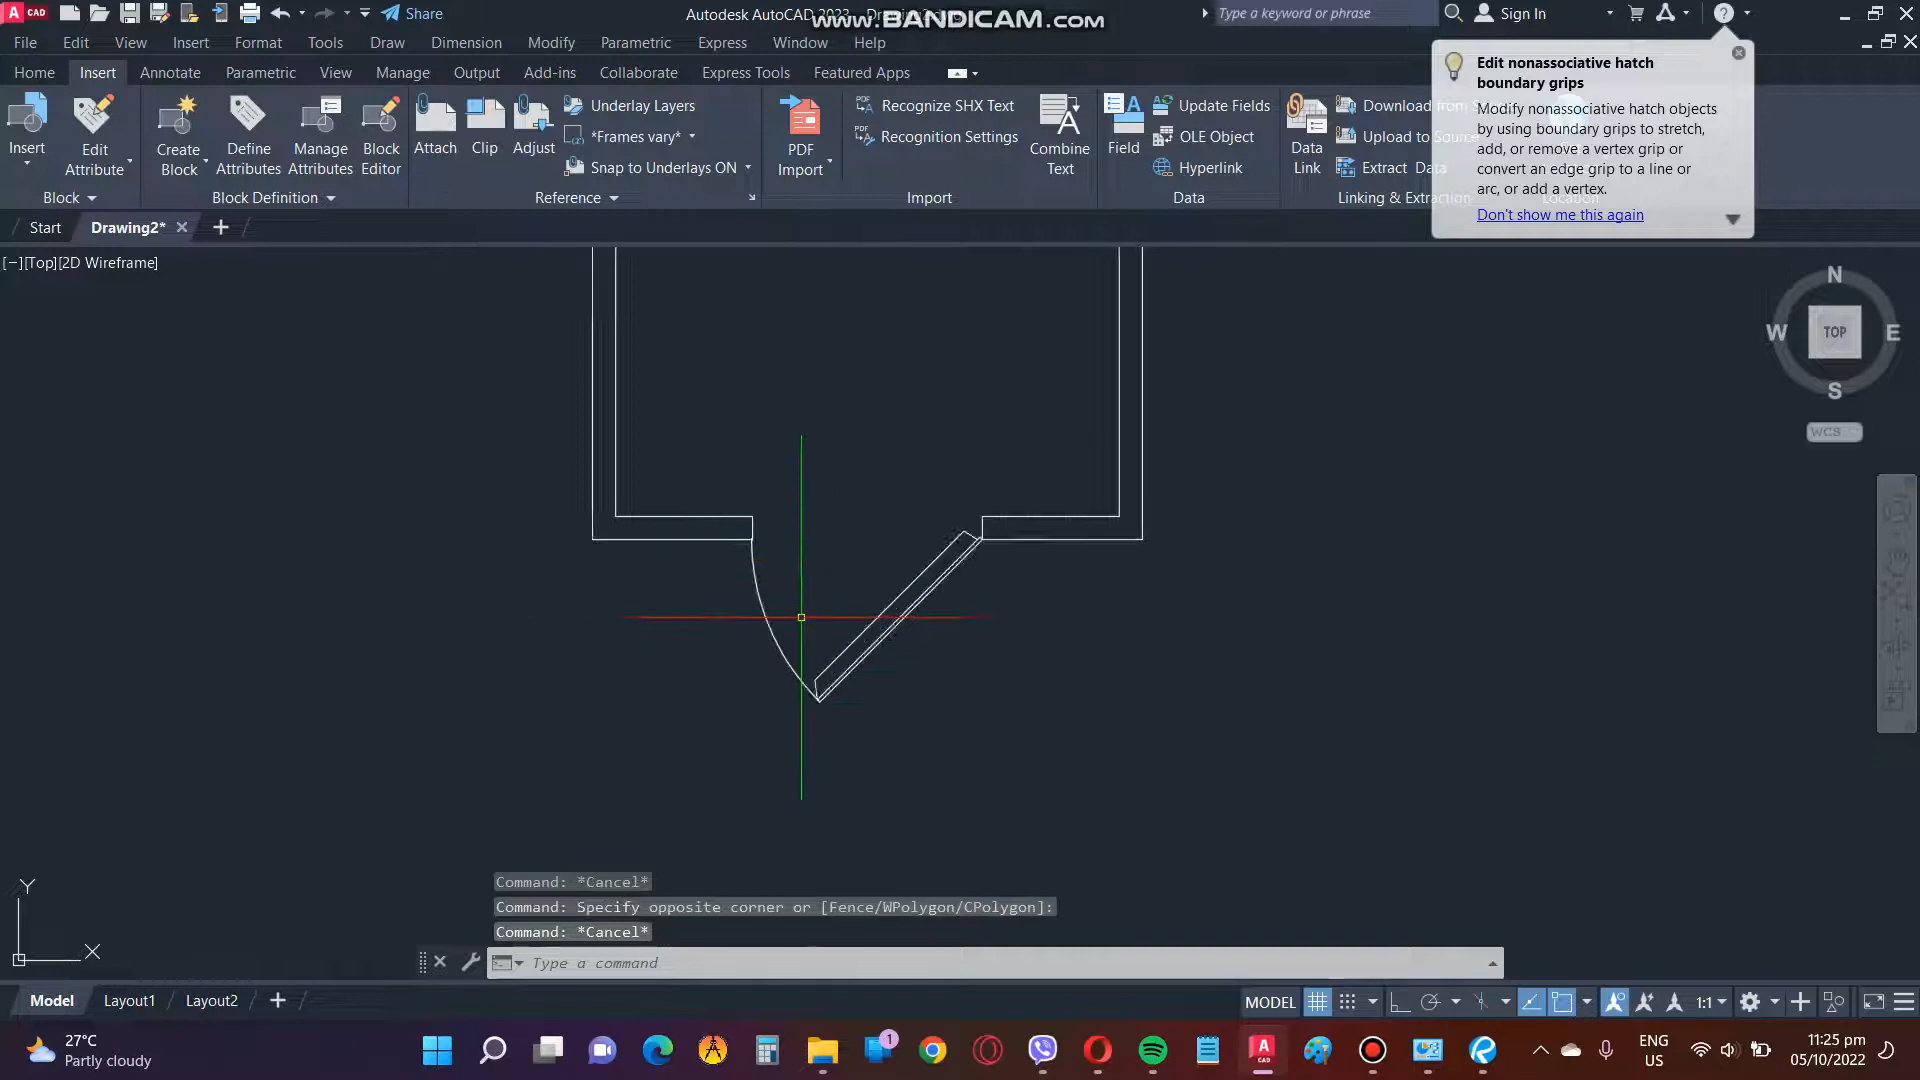 A CAD
Share
Autodesk AutoCAD 2023
www.BANDICAM.com
Type a keyword or phrase
Sign In
File Edit View Insert Format Tools Draw Dimension Modify Parametric Express Window Help
Home Insert Annotate Parametric View Manage Output Add-ins Collaborate Express Tools Featured Apps
Edit nonassociative hatch
boundary grips
Modify nonassociative hatch objects
by using boundary grips to stretch,
add, or remove a vertex grip or
convert an edge grip to a line or
arc, or add a vertex.
Don't show me this again
Insert
Edit
Attribute
Create
Block
Define
Attributes
Manage
Attributes
Block
Editor
Attach
Clip
Adjust
Underlay Layers
*Frames vary*
Snap to Underlays ON
PDF
Import
PDF
Recognize SHX Text
PDF
Recognition Settings
Combine
Text
Field
Update Fields
OLE Object
Hyperlink
Data
Link
Download from S
Upload to Source
Extract Data
Block
Block Definition
Reference
Import
Data
Linking & Extraction
Location
Start
Drawing2*
[−][Top][2D Wireframe]
N
W
TOP
E
S
WCS
Command: *Cancel*
Command: Specify opposite corner or [Fence/WPolygon/CPolygon]:
Command: *Cancel*
Type a command
Y
X
Model
Layout1
Layout2
MODEL
1:1
27°C
Partly cloudy
1
A
CAD
ENG
US
11:25 pm
05/10/2022